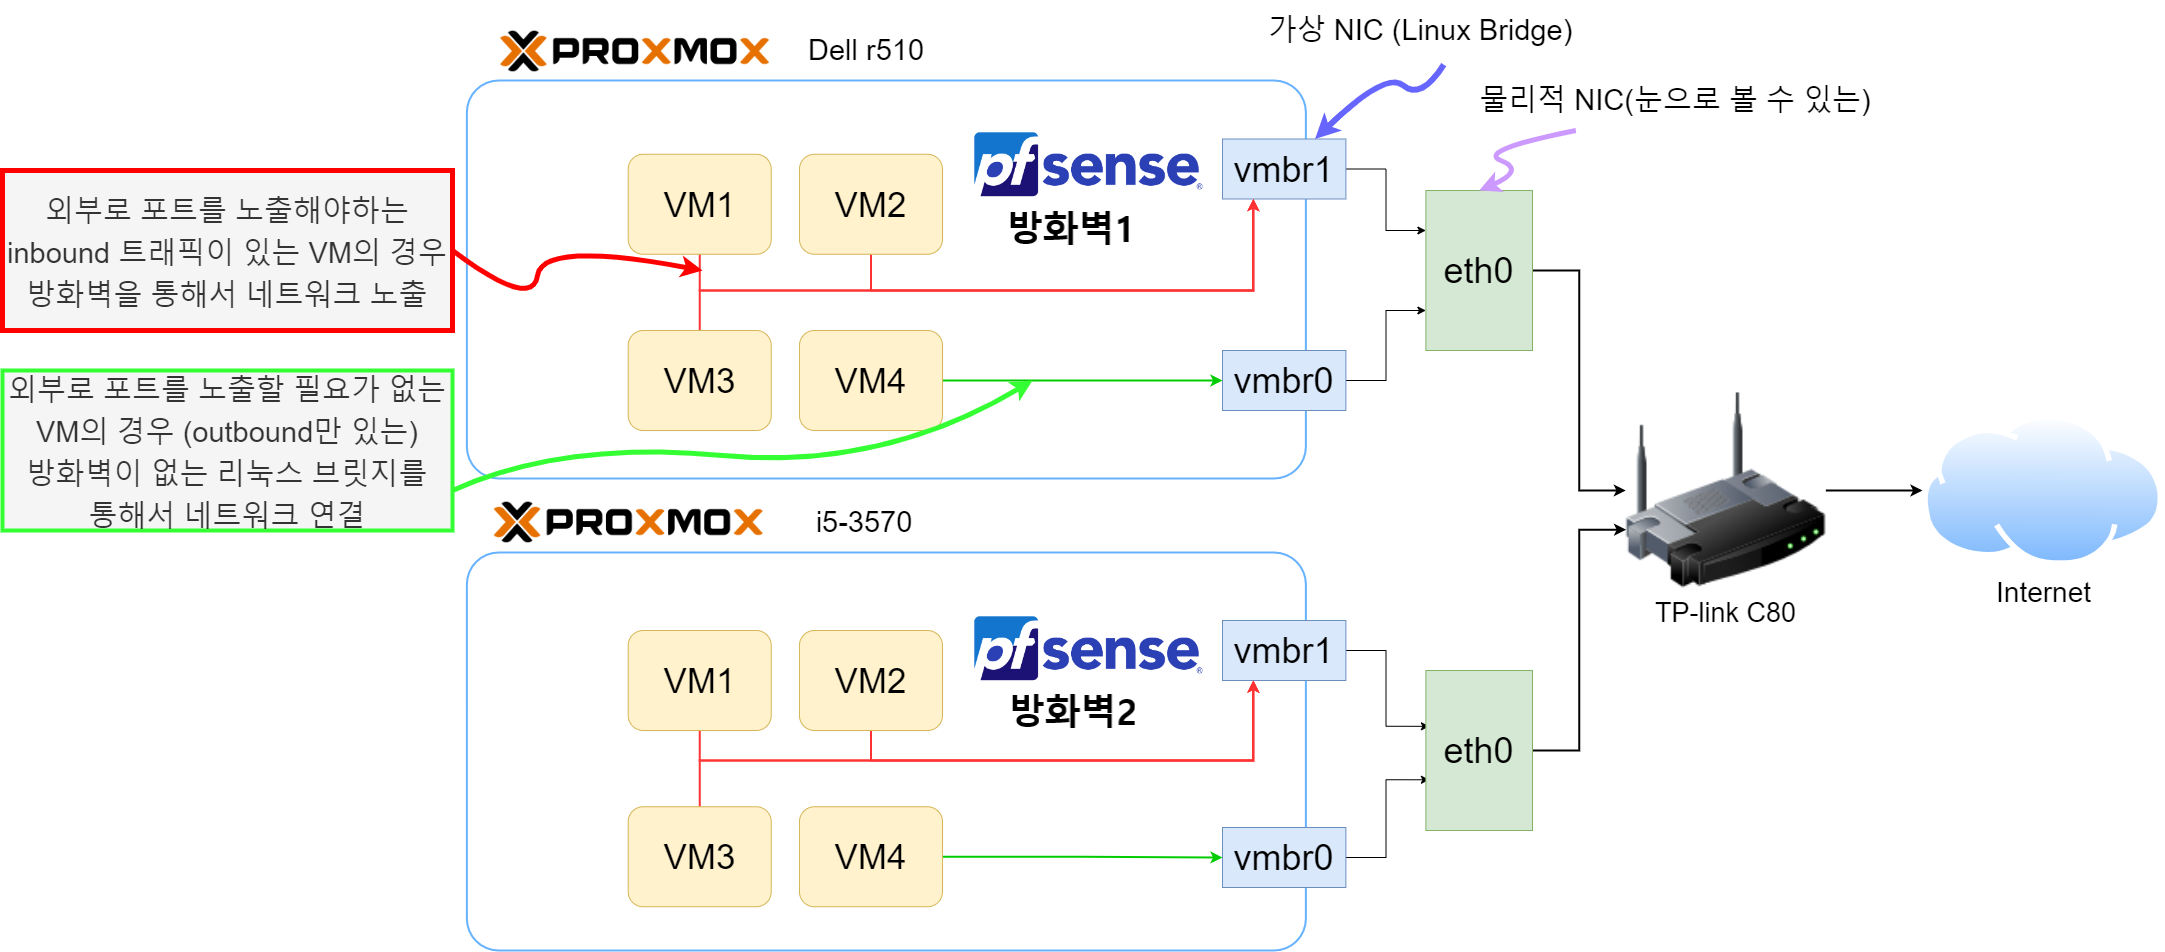 PROXMOX
Dell r510
가상 NIC (Linux Bridge)
물리적 NIC(눈으로 볼 수 있는)
외부로 포트를 노출해야하는
inbound 트래픽이 있는 VM의 경우
방화벽을 통해서 네트워크 노출
VM1
VM2
pfsense®
방화벽1
vmbr1
eth0
VM3
VM4
vmbr0
외부로 포트를 노출할 필요가 없는
VM의 경우 (outbound만 있는)
방화벽이 없는 리눅스 브릿지를
통해서 네트워크 연결
PROXMOX
i5-3570
TP-link C80
Internet
VM1
VM2
pfsense®
방화벽2
vmbr1
eth0
VM3
VM4
vmbr0